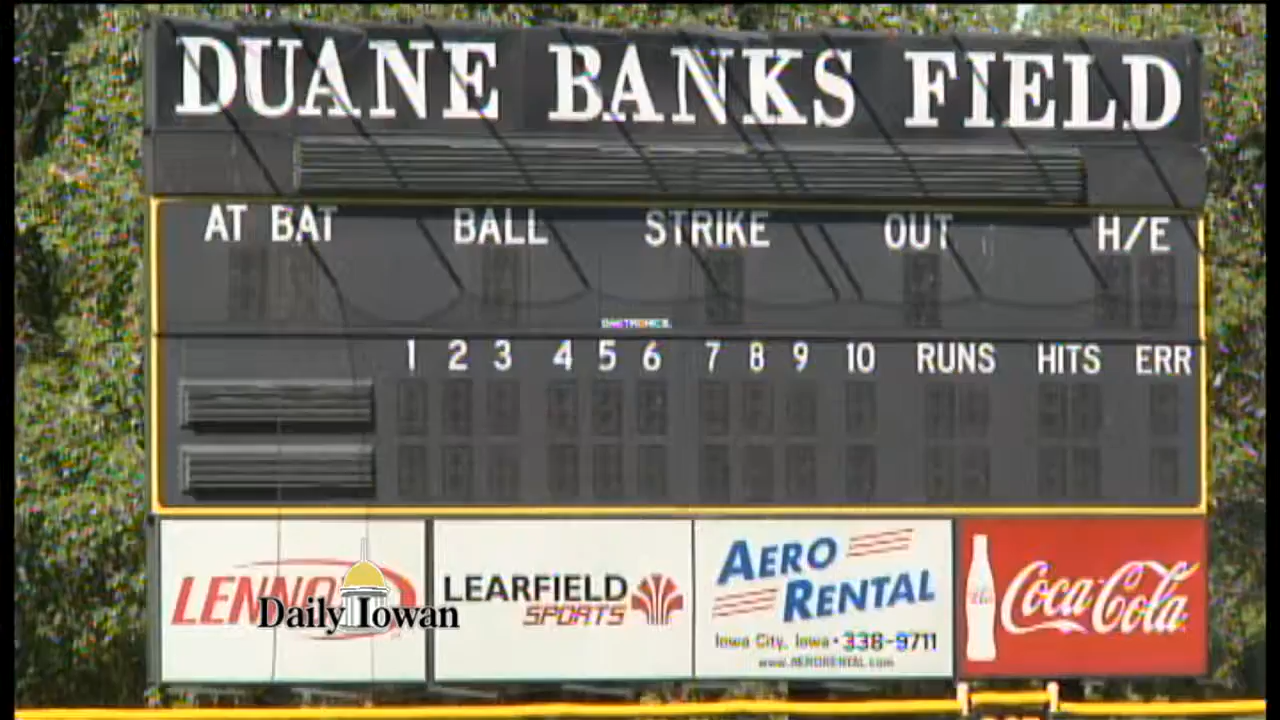 DUANE BANKS FIELD
AT BAT BALL STRIKE OUT H/E
DAKTRONICS
1 2 3 4 5 6 7 8 9 10 RUNS HITS ERR
LENNOX
Daily Iowan
LEARFIELD
SPORTS
AERO
RENTAL
Iowa City, Iowa • 338-9711
www.AERORENTAL.com
Coca-Cola